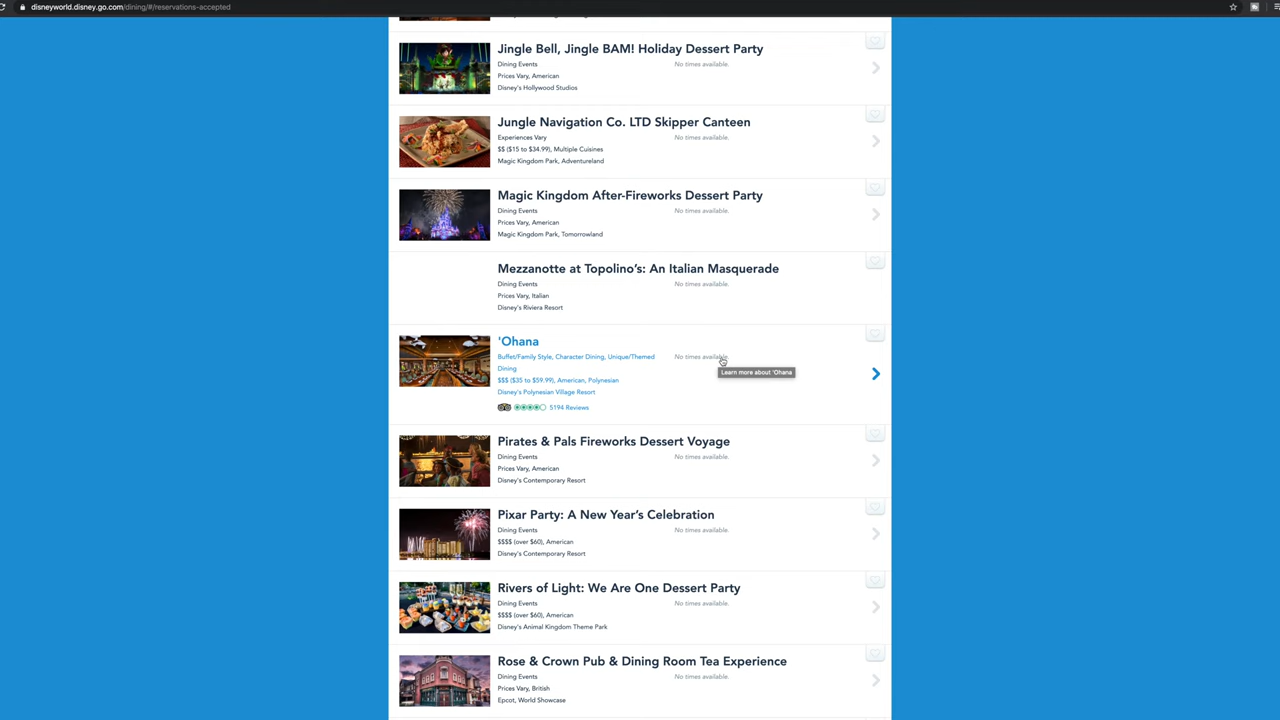 disneyworld.disney.go.com/dining/#/reservations-accepted
Jingle Bell, Jingle BAM! Holiday Dessert Party
Dining Events
No times available.
Prices Vary, American
Disney's Hollywood Studios
Jungle Navigation Co. LTD Skipper Canteen
Experiences Vary
No times available.
$$ ($15 to $34.99), Multiple Cuisines
Magic Kingdom Park, Adventureland
Magic Kingdom After-Fireworks Dessert Party
Dining Events
No times available.
Prices Vary, American
Magic Kingdom Park, Tomorrowland
Mezzanotte at Topolino's: An Italian Masquerade
Dining Events
No times available.
Prices Vary, Italian
Disney's Riviera Resort
'Ohana
Buffet/Family Style, Character Dining, Unique/Themed
Dining
No times available.
Learn more about 'Ohana
$$$ ($35 to $59.99), American, Polynesian
Disney's Polynesian Village Resort
5194 Reviews
Pirates & Pals Fireworks Dessert Voyage
Dining Events
No times available.
Prices Vary, American
Disney's Contemporary Resort
Pixar Party: A New Year's Celebration
Dining Events
No times available.
$$$$ (over $60), American
Disney's Contemporary Resort
Rivers of Light: We Are One Dessert Party
Dining Events
No times available.
$$$$ (over $60), American
Disney's Animal Kingdom Theme Park
Rose & Crown Pub & Dining Room Tea Experience
Dining Events
No times available.
Prices Vary, British
Epcot, World Showcase